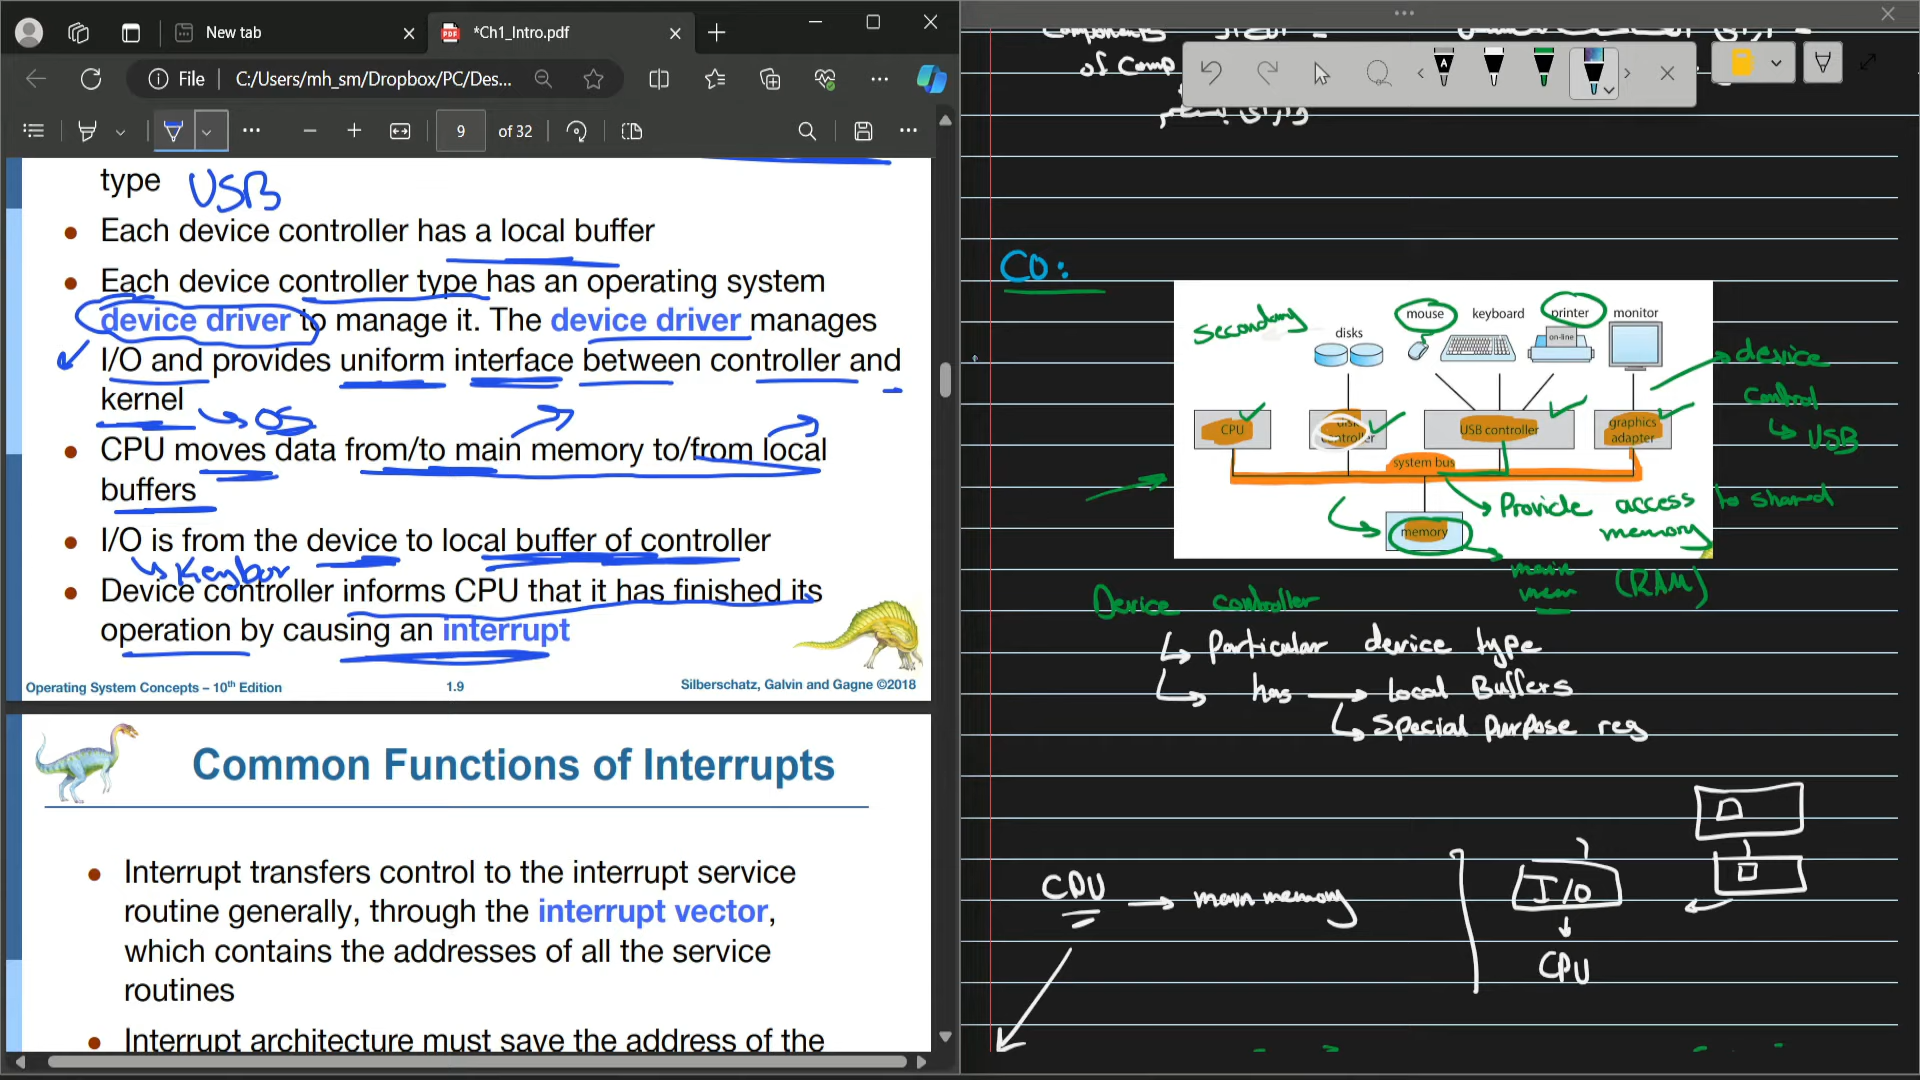 New tab
*Ch1_Intro.pdf
File
C:/Users/mh_sm/Dropbox/PC/Des...
9 of 32
type USB
• Each device controller has a local buffer
• Each device controller type has an operating system
device driver to manage it. The device driver manages
I/O and provides uniform interface between controller and
kernel OS
• CPU moves data from/to main memory to/from local
buffers
• I/O is from the device to local buffer of controller
Keybor
• Device controller informs CPU that it has finished its
operation by causing an interrupt
Operating System Concepts – 10th Edition
1.9
Silberschatz, Galvin and Gagne ©2018
Common Functions of Interrupts
• Interrupt transfers control to the interrupt service
routine generally, through the interrupt vector,
which contains the addresses of all the service
routines
• Interrupt architecture must save the address of the
Components
of Comp
CO:
Secondary
disks
mouse
keyboard
printer
monitor
on-line
device
control
USB
CPU
disk
controller
USB controller
graphics
adapter
system bus
Provide access to shared
memory
memory
main
mem (RAM)
Device controller
Particular device type
has → local Buffers
Special purpose reg
CPU → main memory
I/O
CPU